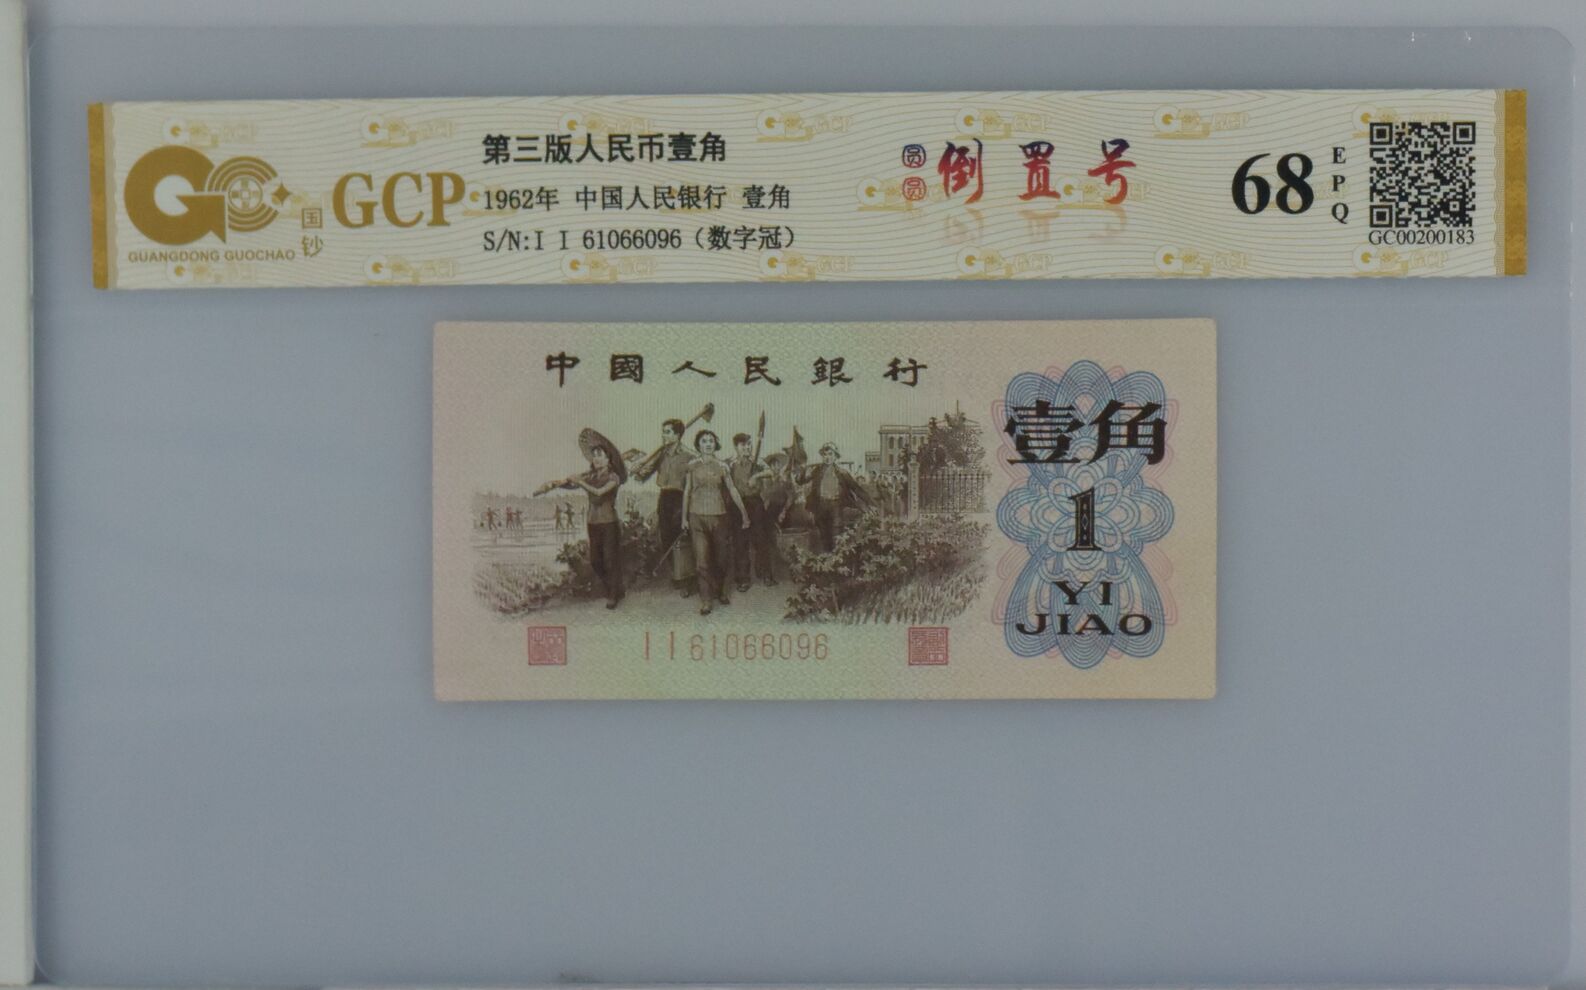 第三版人民币壹角
1962年 中国人民银行 壹角
S/N:I I 61066096（数字冠）
GUANGDONG GUOCHAO
国钞
GCP
圆圆
倒置号
68
EPQ
GC00200183
中國人民銀行
壹角
1
YI
JIAO
I I 61066096